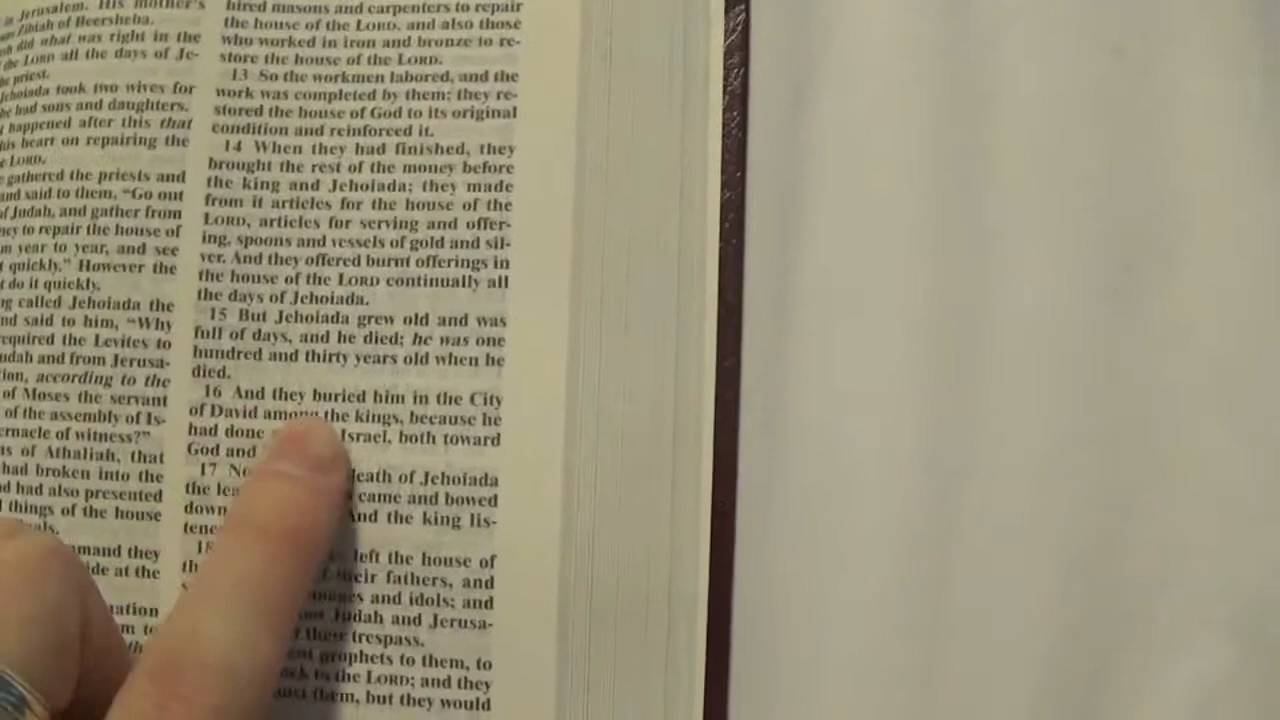 in Jerusalem. His mother's
Zibiah of Beersheba.
did what was right in the
the LORD all the days of Je-
priest.
Jehoiada took two wives for
he had sons and daughters.
happened after this that
his heart on repairing the
LORD.
gathered the priests and
and said to them, “Go out
of Judah, and gather from
to repair the house of
year to year, and see
quickly.” However the
do it quickly.
called Jehoiada the
said to him, “Why
required the Levites to
and from Jerusa-
according to the
of Moses the servant
of the assembly of Is-
of witness?”
of Athaliah, that
had broken into the
had also presented
things of the house
they
at the
hired masons and carpenters to repair
the house of the LORD, and also those
who worked in iron and bronze to re-
store the house of the LORD.
13 So the workmen labored, and the
work was completed by them; they re-
stored the house of God to its original
condition and reinforced it.
14 When they had finished, they
brought the rest of the money before
the king and Jehoiada; they made
from it articles for the house of the
LORD, articles for serving and offer-
ing, spoons and vessels of gold and sil-
ver. And they offered burnt offerings in
the house of the LORD continually all
the days of Jehoiada.
15 But Jehoiada grew old and was
full of days, and he died; he was one
hundred and thirty years old when he
died.
16 And they buried him in the City
of David among the kings, because he
had done Israel, both toward
God and
17 death of Jehoiada
the came and bowed
down And the king lis-
18 left the house of
their fathers, and
and idols; and
Judah and Jerusa-
their trespass.
prophets to them, to
to the LORD; and they
them, but they would